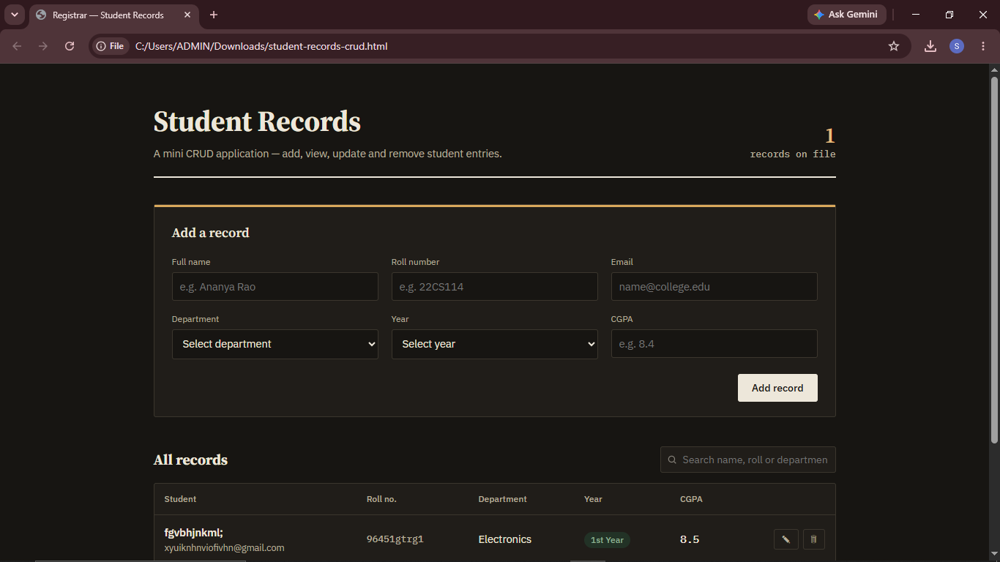 Registrar — Student Records
Ask Gemini
File
C:/Users/ADMIN/Downloads/student-records-crud.html
S
Student Records
1
A mini CRUD application — add, view, update and remove student entries.
records on file
Add a record
Full name
Roll number
Email
e.g. Ananya Rao
e.g. 22CS114
name@college.edu
Department
Year
CGPA
Select department
Select year
e.g. 8.4
Add record
All records
Search name, roll or departmen
Student
Roll no.
Department
Year
CGPA
fgvbhjnkml;
xyuiknhnviofivhn@gmail.com
96451gtrg1
Electronics
1st Year
8.5